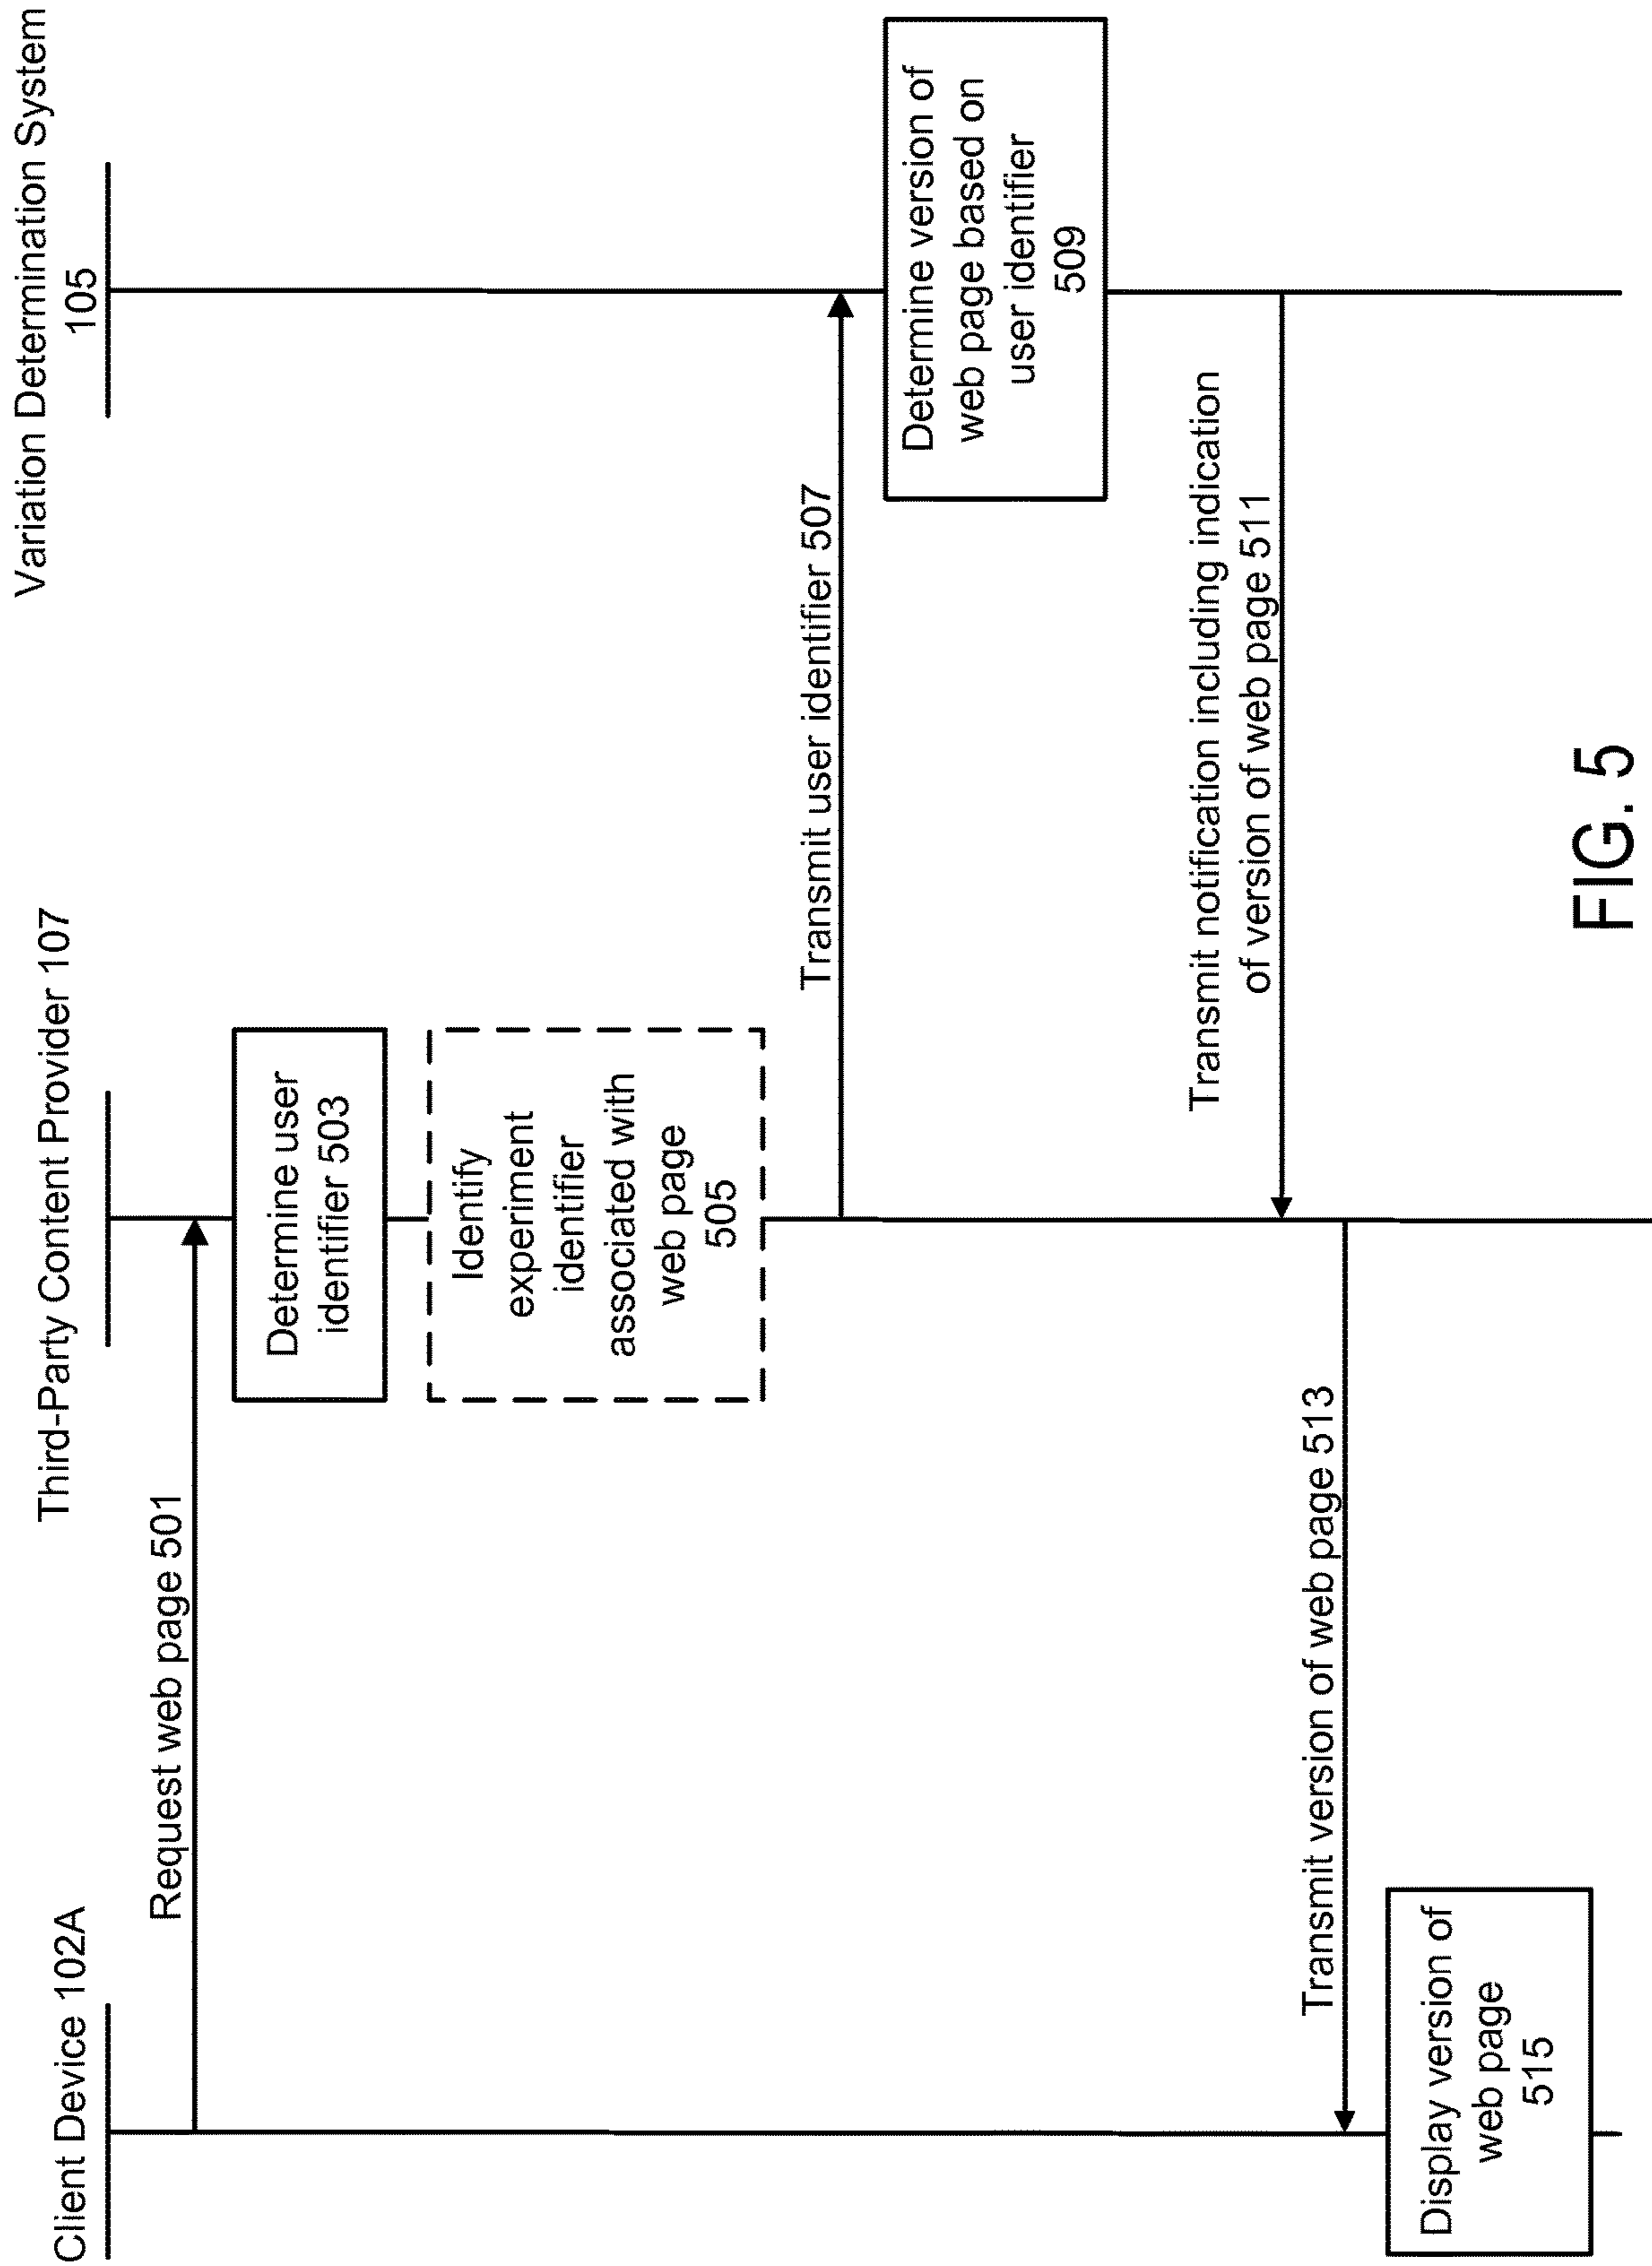 Client Device 102A
Third-Party Content Provider 107
Variation Determination System
105
Request web page 501
Determine user
identifier 503
Identify
experiment
identifier
associated with
web page
505
Transmit user identifier 507
Determine version of
web page based on
user identifier
509
Transmit notification including indication
of version of web page 511
Transmit version of web page 513
Display version of
web page
515
FIG. 5